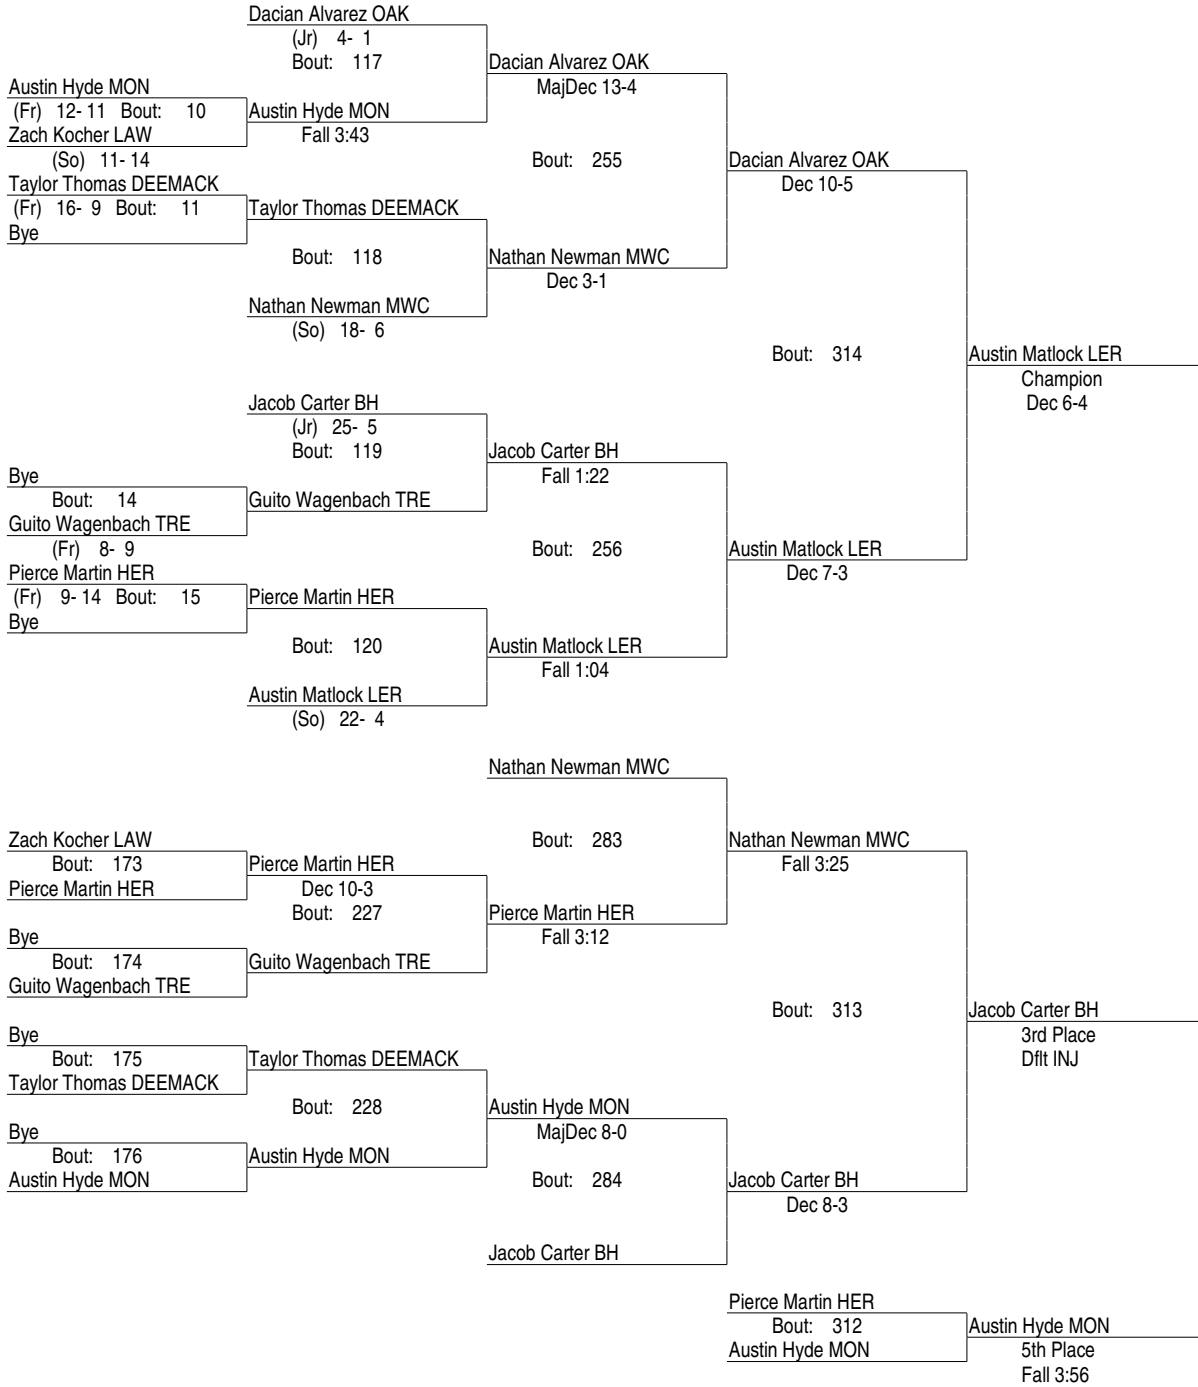 Dacian Alvarez OAK
(Jr) 4- 1
Bout: 117
Dacian Alvarez OAK
MajDec 13-4
Austin Hyde MON
(Fr) 12- 11 Bout: 10
Austin Hyde MON
Zach Kocher LAW
Fall 3:43
(So) 11- 14
Bout: 255
Dacian Alvarez OAK
Taylor Thomas DEEMACK
Dec 10-5
(Fr) 16- 9 Bout: 11
Taylor Thomas DEEMACK
Bye
Bout: 118
Nathan Newman MWC
Dec 3-1
Nathan Newman MWC
(So) 18- 6
Bout: 314
Austin Matlock LER
Champion
Dec 6-4
Jacob Carter BH
(Jr) 25- 5
Bout: 119
Jacob Carter BH
Fall 1:22
Bye
Bout: 14
Guito Wagenbach TRE
Guito Wagenbach TRE
(Fr) 8- 9
Bout: 256
Austin Matlock LER
Pierce Martin HER
Dec 7-3
(Fr) 9- 14 Bout: 15
Pierce Martin HER
Bye
Bout: 120
Austin Matlock LER
Fall 1:04
Austin Matlock LER
(So) 22- 4
Nathan Newman MWC
Zach Kocher LAW
Bout: 283
Nathan Newman MWC
Bout: 173
Pierce Martin HER
Fall 3:25
Pierce Martin HER
Dec 10-3
Bout: 227
Pierce Martin HER
Bye
Fall 3:12
Bout: 174
Guito Wagenbach TRE
Guito Wagenbach TRE
Bout: 313
Jacob Carter BH
Bye
3rd Place
Bout: 175
Taylor Thomas DEEMACK
Dflt INJ
Taylor Thomas DEEMACK
Bout: 228
Austin Hyde MON
Bye
MajDec 8-0
Bout: 176
Austin Hyde MON
Austin Hyde MON
Bout: 284
Jacob Carter BH
Dec 8-3
Jacob Carter BH
Pierce Martin HER
Bout: 312
Austin Hyde MON
Austin Hyde MON
5th Place
Fall 3:56